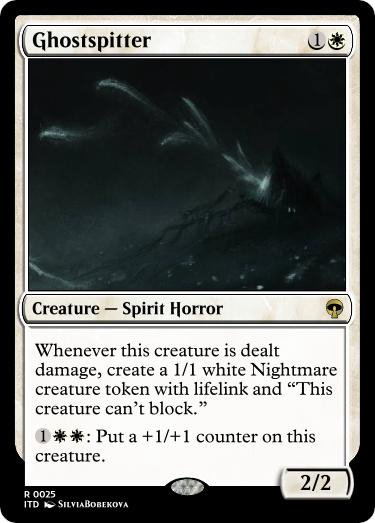 Ghostspitter 1
Creature — Spirit Horror
Whenever this creature is dealt
damage, create a 1/1 white Nightmare
creature token with lifelink and “This
creature can’t block.”
1: Put a +1/+1 counter on this
creature.
2/2
R 0025
ITD SilviaBobekova